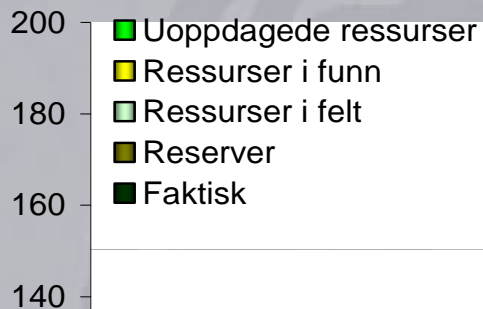 200
Uoppdagede ressurser
Ressurser i funn
180
Ressurser i felt
Reserver
160
Faktisk
140